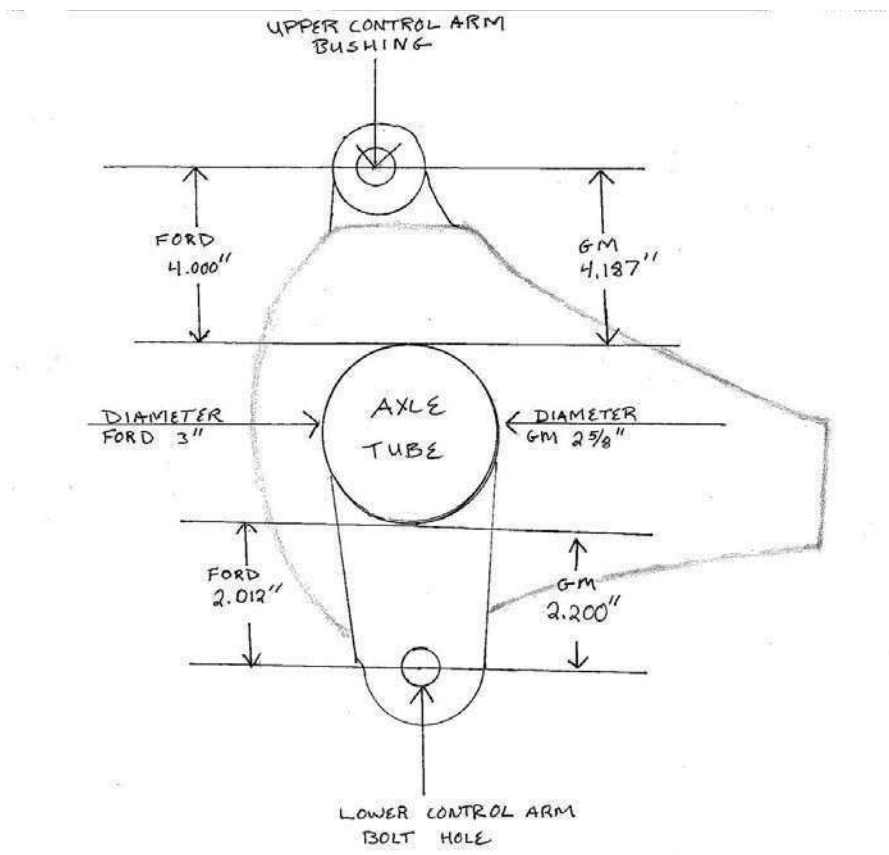 UPPER CONTROL ARM
BUSHING
FORD
4.000"
GM
4.187"
DIAMETER
FORD 3"
AXLE
TUBE
DIAMETER
GM 2 5/8"
FORD
2.012"
GM
2.200"
LOWER CONTROL ARM
BOLT HOLE